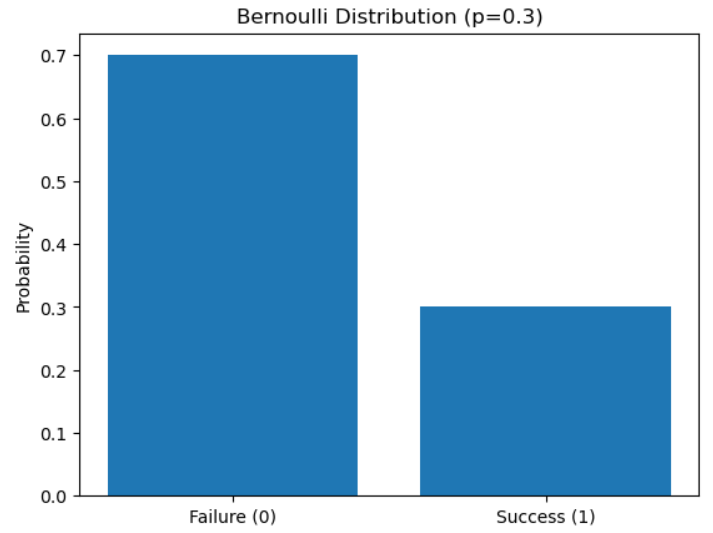 Bernoulli Distribution (p=0.3)
Probability
0.7
0.6
0.5
0.4
0.3
0.2
0.1
0.0
Failure (0)
Success (1)